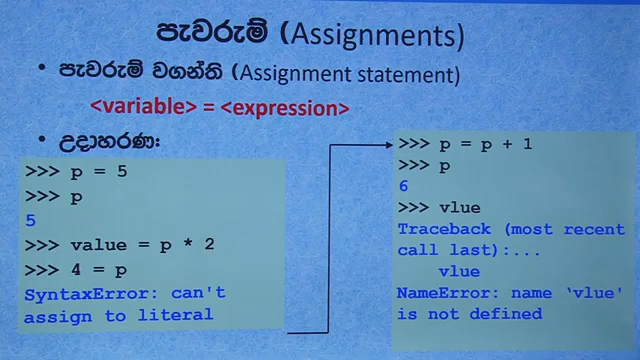 පැවරුම් (Assignments)
• පැවරුම් වගන්ති (Assignment statement)
<variable> = <expression>
• උදාහරණ:
>>> p = 5
>>> p
5
>>> value = p * 2
>>> 4 = p
SyntaxError: can't
assign to literal
>>> p = p + 1
>>> p
6
>>> vlue
Traceback (most recent
call last):...
vlue
NameError: name ‘vlue'
is not defined